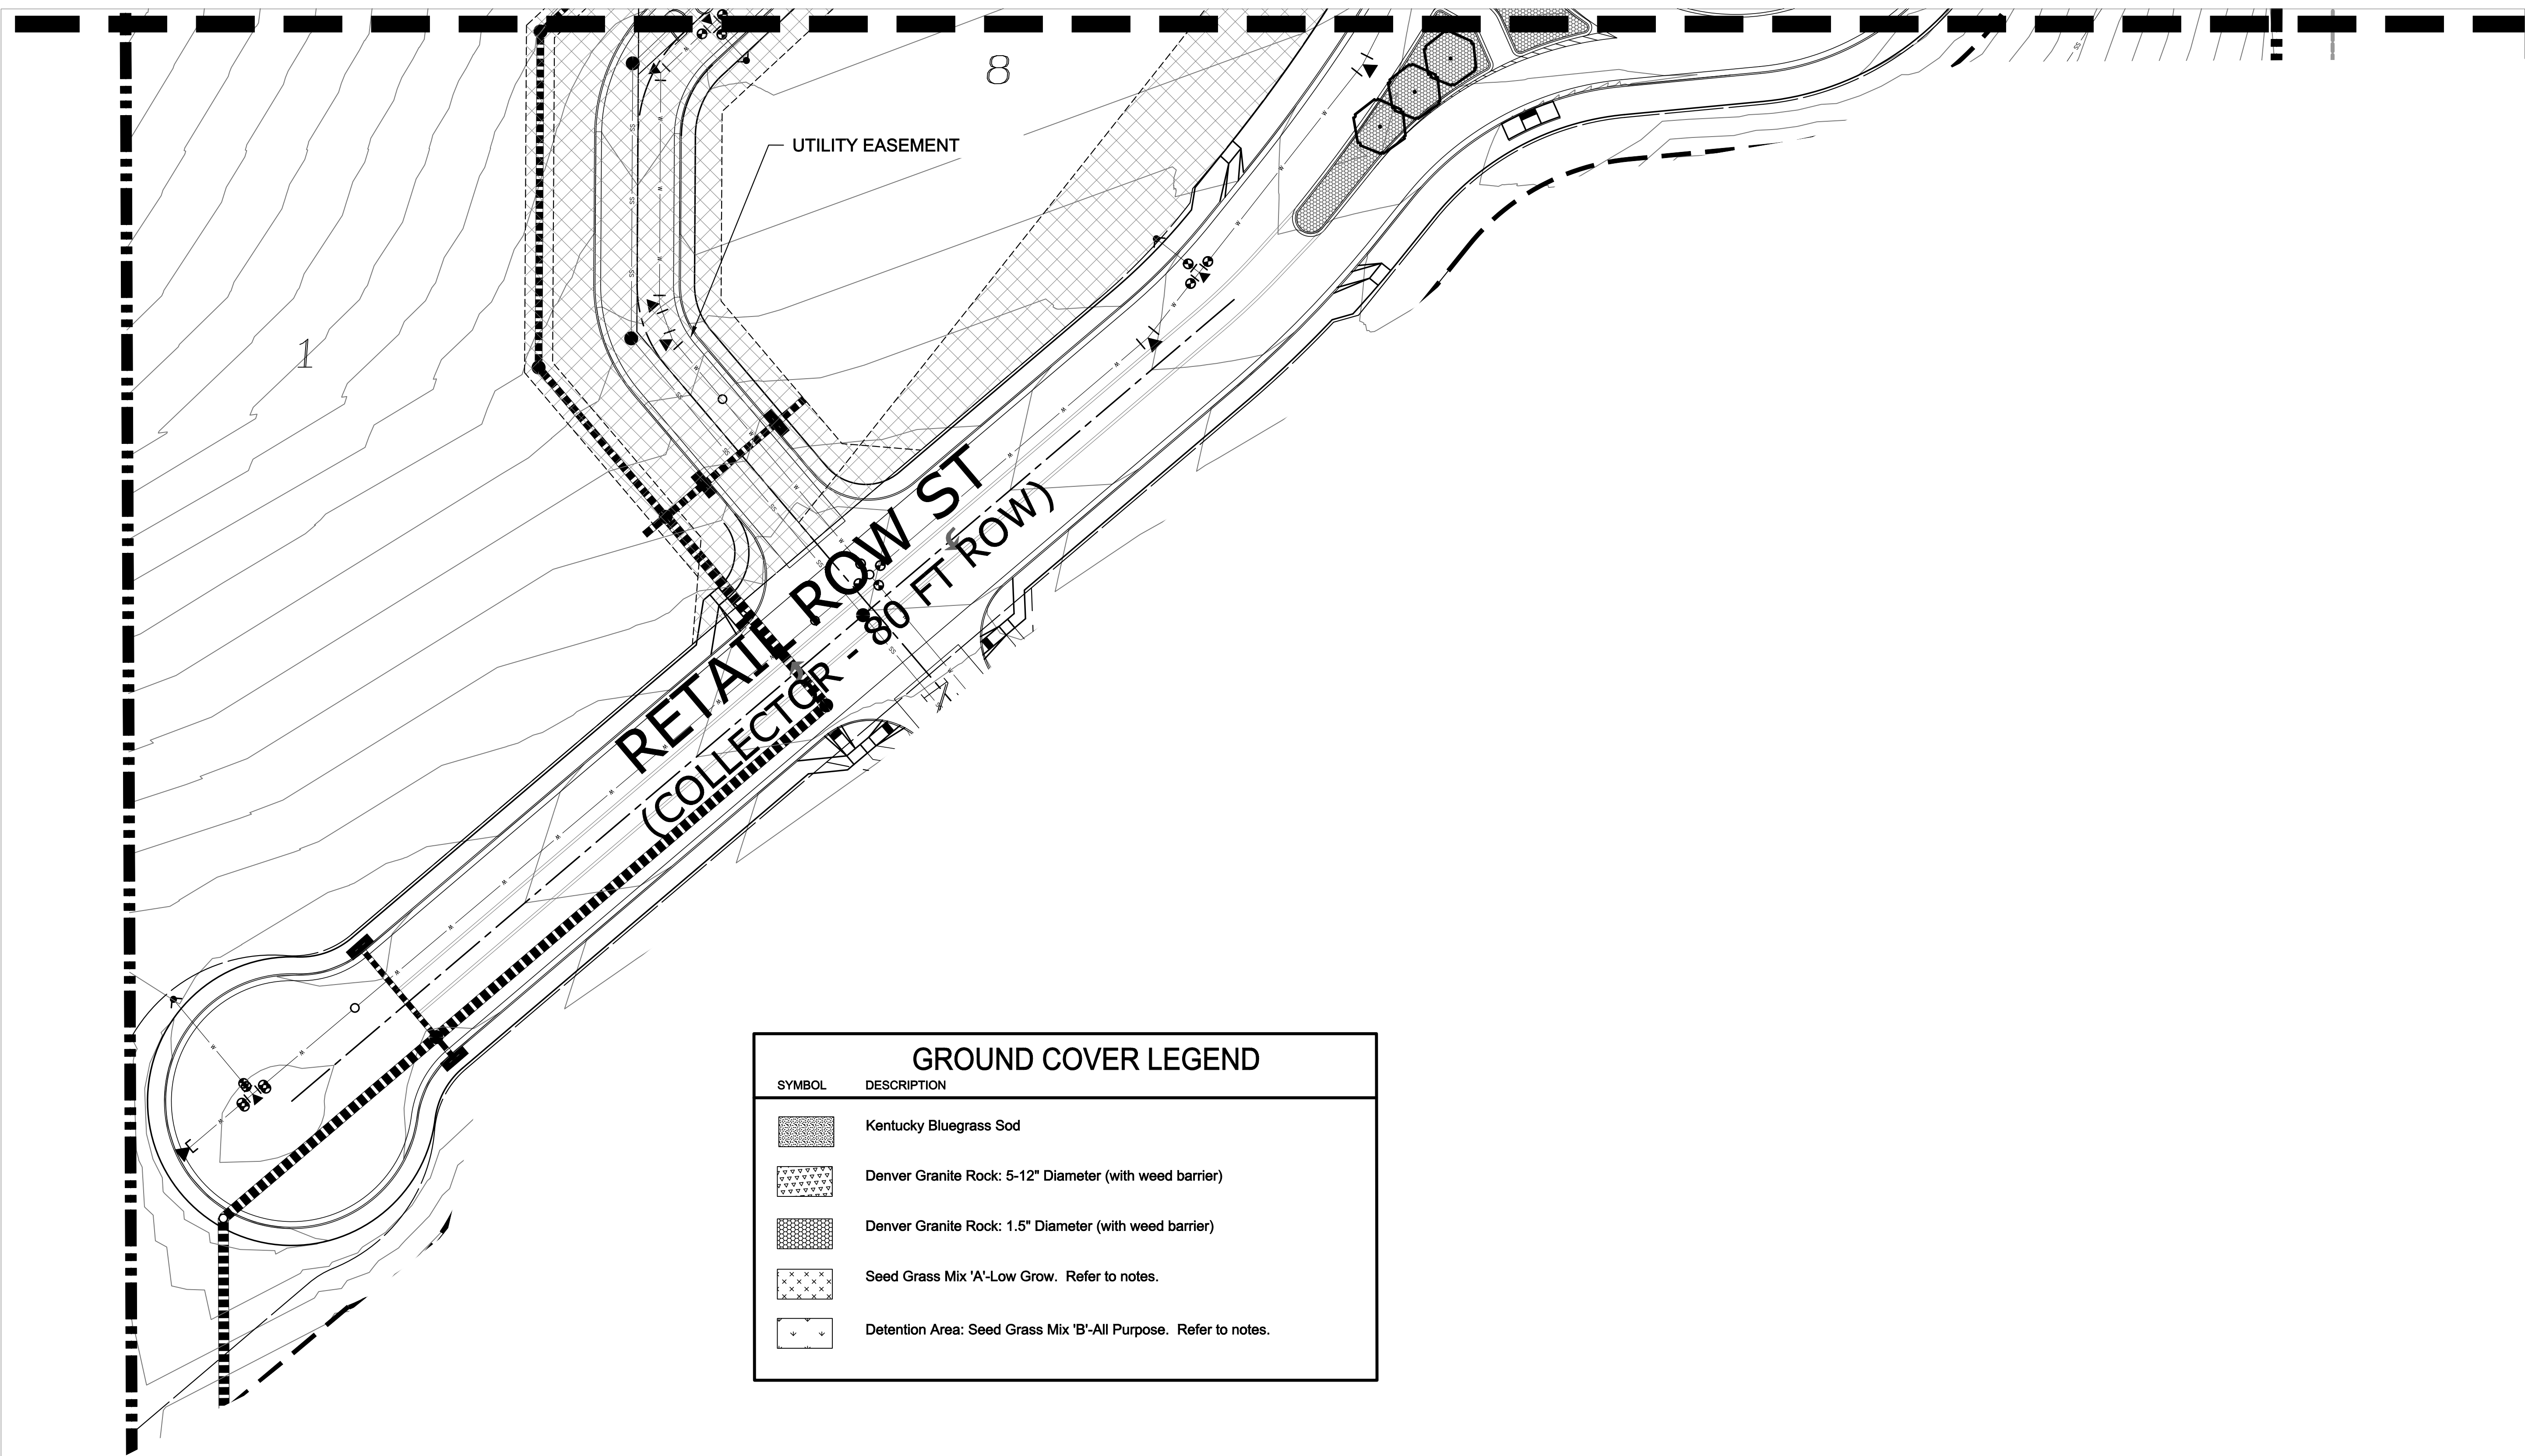 8
UTILITY EASEMENT
1
RETAIL ROW ST
(COLLECTOR - 80 FT ROW)
GROUND COVER LEGEND
SYMBOL DESCRIPTION
Kentucky Bluegrass Sod
Denver Granite Rock: 5-12" Diameter (with weed barrier)
Denver Granite Rock: 1.5" Diameter (with weed barrier)
Seed Grass Mix 'A'-Low Grow. Refer to notes.
Detention Area: Seed Grass Mix 'B'-All Purpose. Refer to notes.